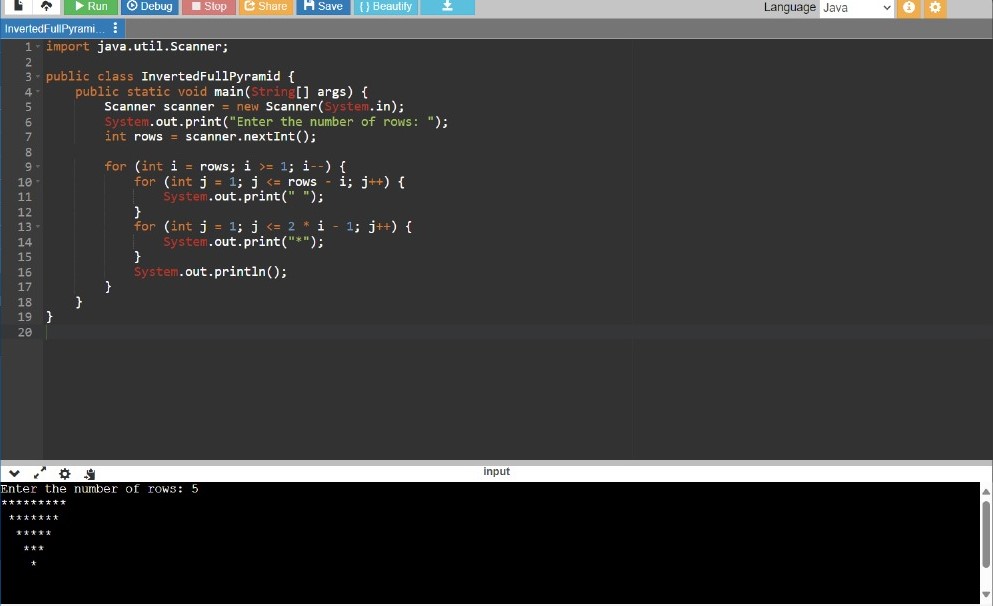 Run Debug Stop Share Save { } Beautify Language Java
InvertedFullPyrami...
1 import java.util.Scanner;
2
3 public class InvertedFullPyramid {
4     public static void main(String[] args) {
5         Scanner scanner = new Scanner(System.in);
6         System.out.print("Enter the number of rows: ");
7         int rows = scanner.nextInt();
8
9         for (int i = rows; i >= 1; i--) {
10             for (int j = 1; j <= rows - i; j++) {
11                 System.out.print(" ");
12             }
13             for (int j = 1; j <= 2 * i - 1; j++) {
14                 System.out.print("*");
15             }
16             System.out.println();
17         }
18     }
19 }
20
input
Enter the number of rows: 5
*********
 *******
  *****
   ***
    *